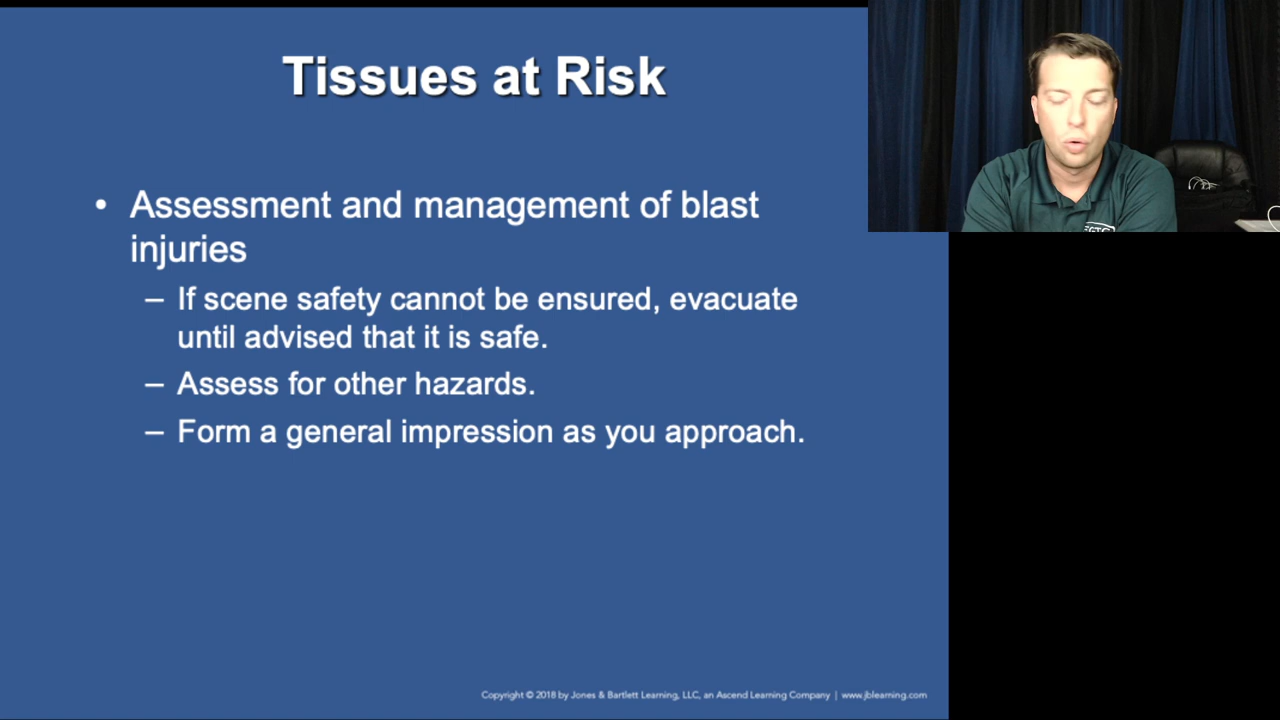 Tissues at Risk
• Assessment and management of blast
injuries
– If scene safety cannot be ensured, evacuate
until advised that it is safe.
– Assess for other hazards.
– Form a general impression as you approach.
Copyright © 2018 by Jones & Bartlett Learning, LLC, an Ascend Learning Company | www.jblearning.com